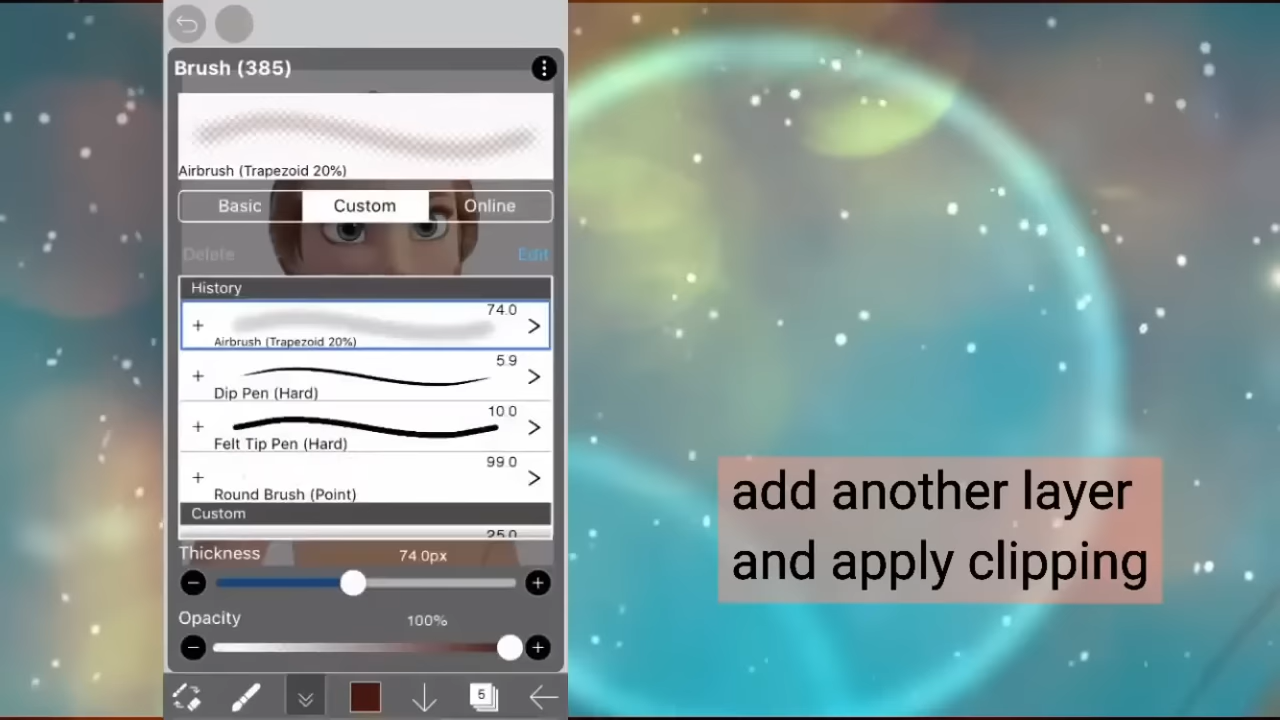 Brush (385)
Airbrush (Trapezoid 20%)
Basic Custom Online
Delete Edit
History
74.0
Airbrush (Trapezoid 20%)
5.9
Dip Pen (Hard)
10.0
Felt Tip Pen (Hard)
99.0
Round Brush (Point)
Custom
25.0
Thickness 74.0px
Opacity 100%
5
add another layer
and apply clipping